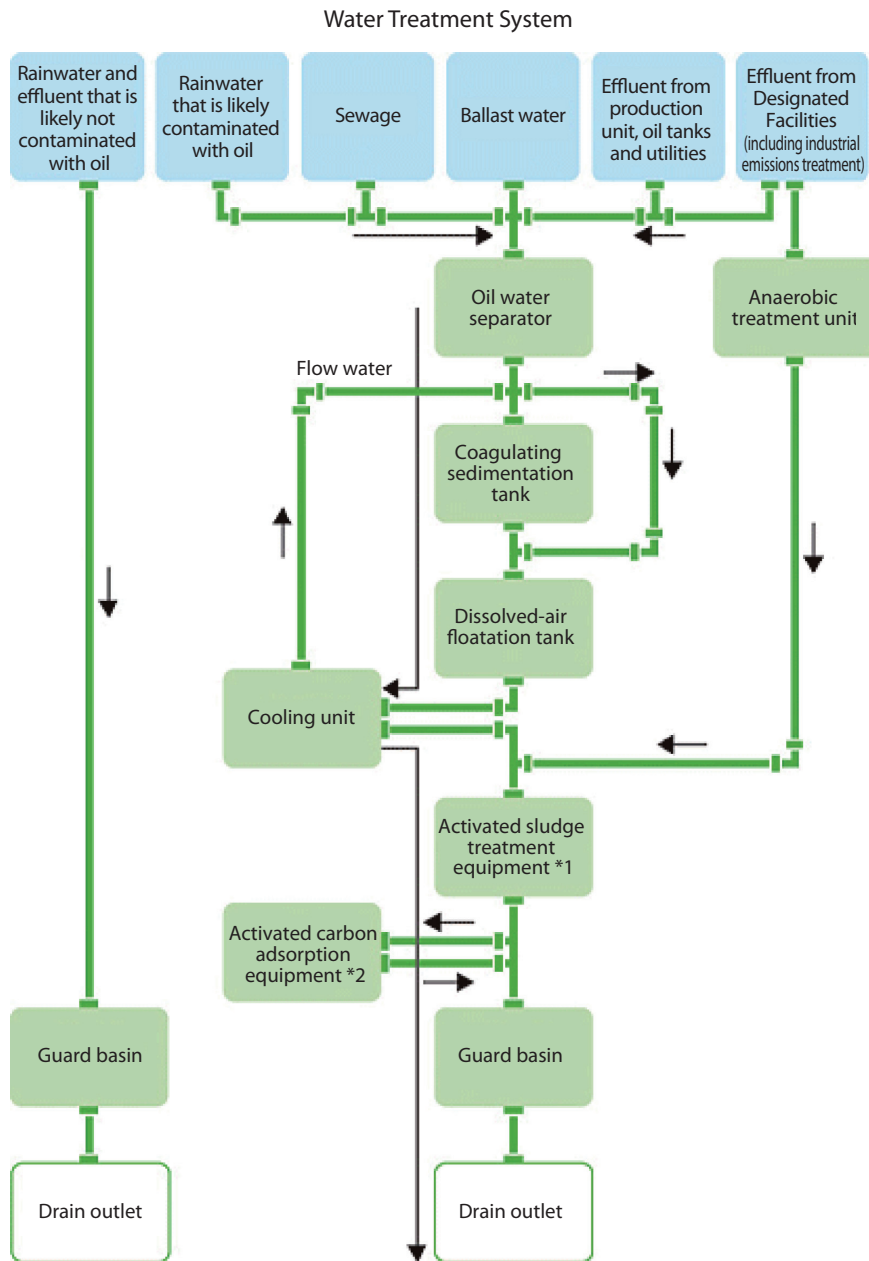 Water Treatment System
Rainwater and
effluent that is
likely not
contaminated
with oil
Rainwater
that is likely
contaminated
with oil
Sewage
Ballast water
Effluent from
production
unit, oil tanks
and utilities
Effluent from
Designated
Facilities
(including industrial
emissions treatment)
Oil water
separator
Anaerobic
treatment unit
Flow water
Coagulating
sedimentation
tank
Dissolved-air
floatation tank
Cooling unit
Activated sludge
treatment
equipment *1
Activated carbon
adsorption
equipment *2
Guard basin
Guard basin
Drain outlet
Drain outlet